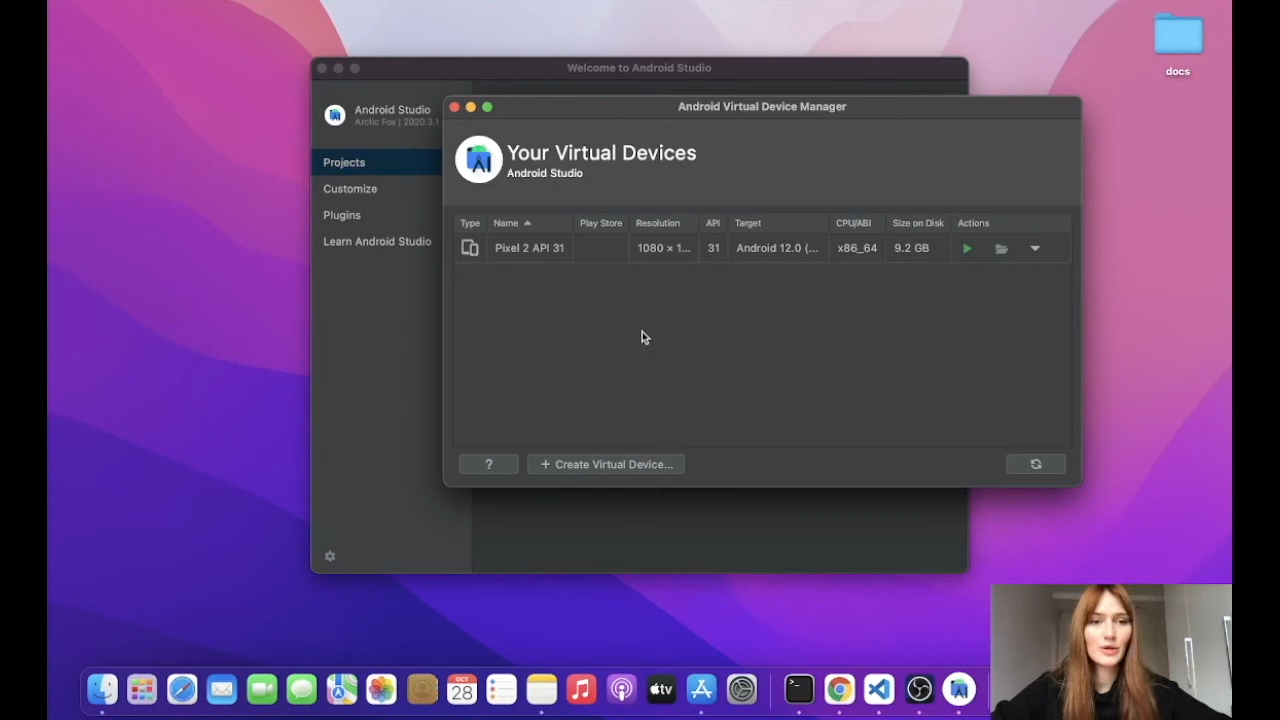 docs
Welcome to Android Studio
Android Studio
Arctic Fox | 2020.3.1
Projects
Customize
Plugins
Learn Android Studio
Android Virtual Device Manager
Your Virtual Devices
Android Studio
Type Name Play Store Resolution API Target CPU/ABI Size on Disk Actions
Pixel 2 API 31 1080 × 1... 31 Android 12.0 (... x86_64 9.2 GB
? + Create Virtual Device...
OCT
28
tv